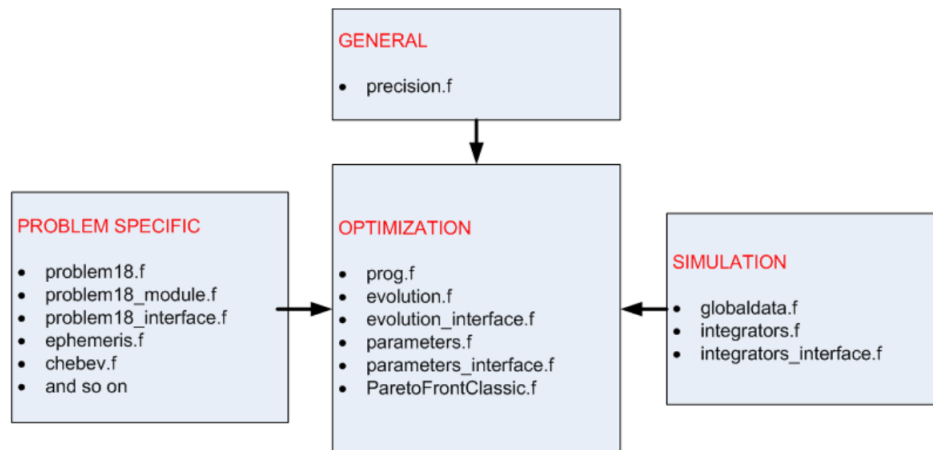 GENERAL
• precision.f
PROBLEM SPECIFIC
• problem18.f
• problem18_module.f
• problem18_interface.f
• ephemeris.f
• chebev.f
• and so on
OPTIMIZATION
• prog.f
• evolution.f
• evolution_interface.f
• parameters.f
• parameters_interface.f
• ParetoFrontClassic.f
SIMULATION
• globaldata.f
• integrators.f
• integrators_interface.f